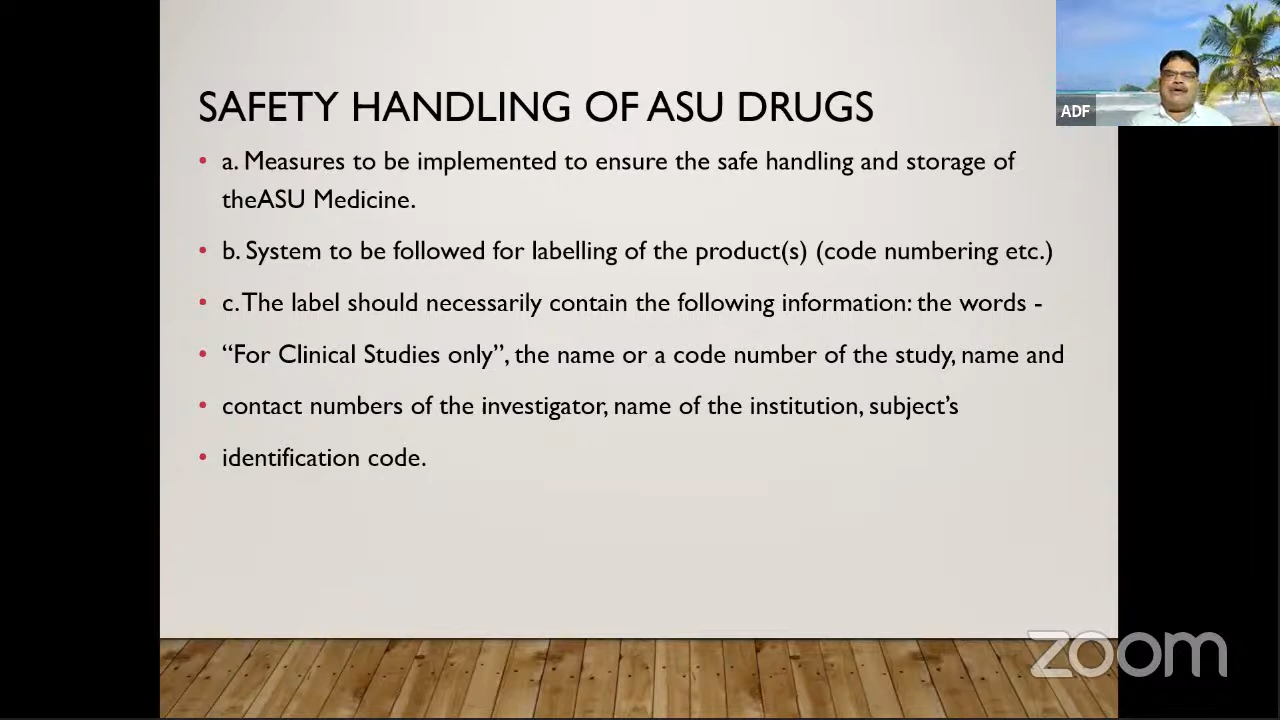 SAFETY HANDLING OF ASU DRUGS
• a. Measures to be implemented to ensure the safe handling and storage of
theASU Medicine.
• b. System to be followed for labelling of the product(s) (code numbering etc.)
• c. The label should necessarily contain the following information: the words -
• “For Clinical Studies only”, the name or a code number of the study, name and
• contact numbers of the investigator, name of the institution, subject’s
• identification code.
ADF
zoom